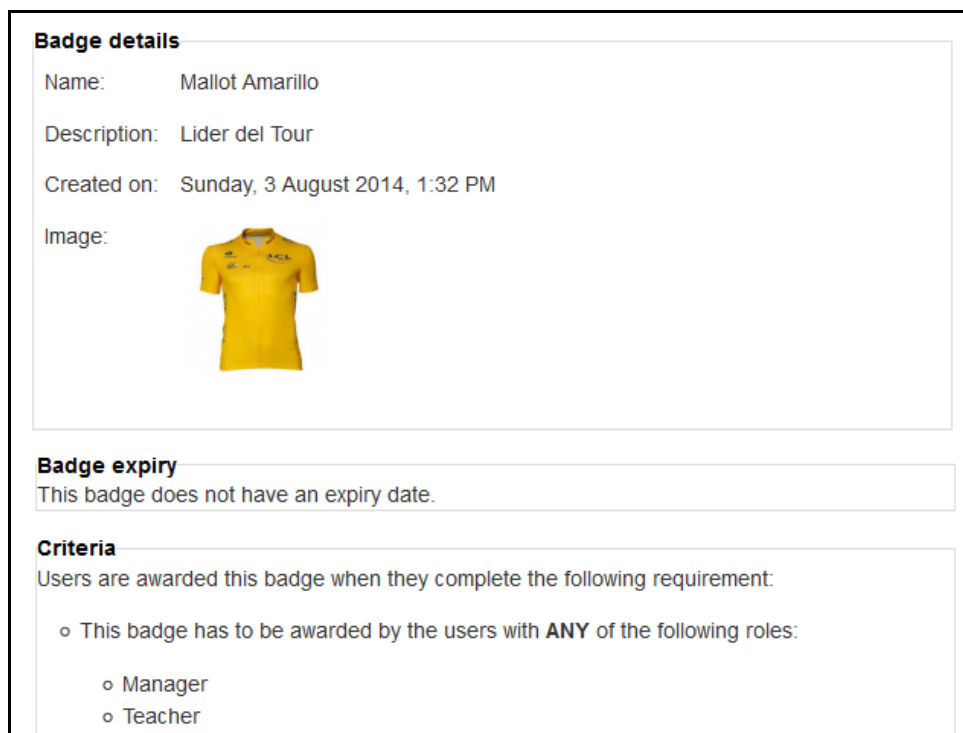 Badge details
Name: Mallot Amarillo
Description: Lider del Tour
Created on: Sunday, 3 August 2014, 1:32 PM
Image:
LCL
Badge expiry
This badge does not have an expiry date.
Criteria
Users are awarded this badge when they complete the following requirement:
This badge has to be awarded by the users with ANY of the following roles:
Manager
Teacher